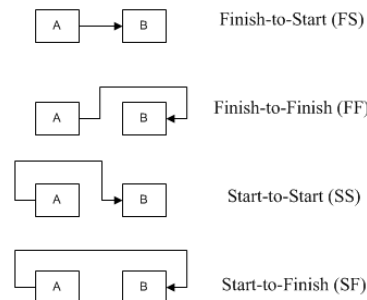 A B Finish-to-Start (FS)
A B Finish-to-Finish (FF)
A B Start-to-Start (SS)
A B Start-to-Finish (SF)